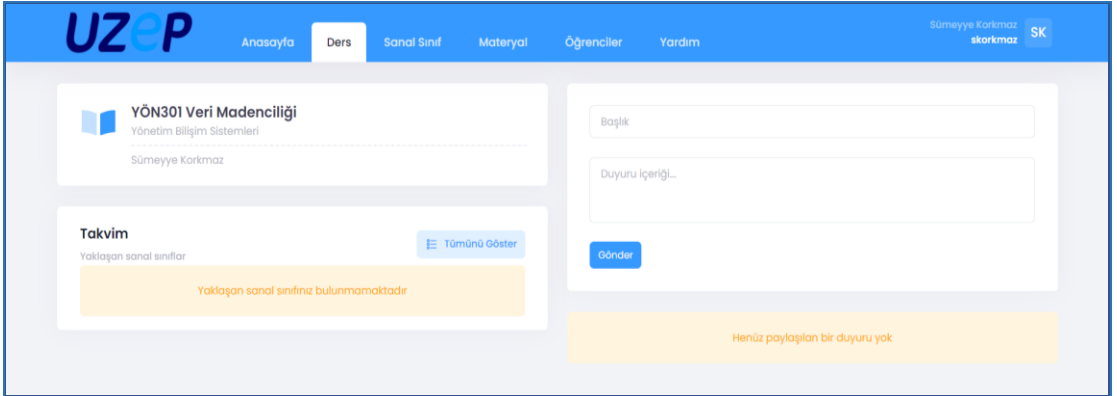 UZeP
Anasayfa Ders Sanal Sınıf Materyal Öğrenciler Yardım
Sümeyye Korkmaz
skorkmaz
SK
YÖN301 Veri Madenciliği
Yönetim Bilişim Sistemleri
Sümeyye Korkmaz
Takvim
Yaklaşan sanal sınıflar
Tümünü Göster
Yaklaşan sanal sınıfınız bulunmamaktadır
Başlık
Duyuru içeriği...
Gönder
Henüz paylaşılan bir duyuru yok